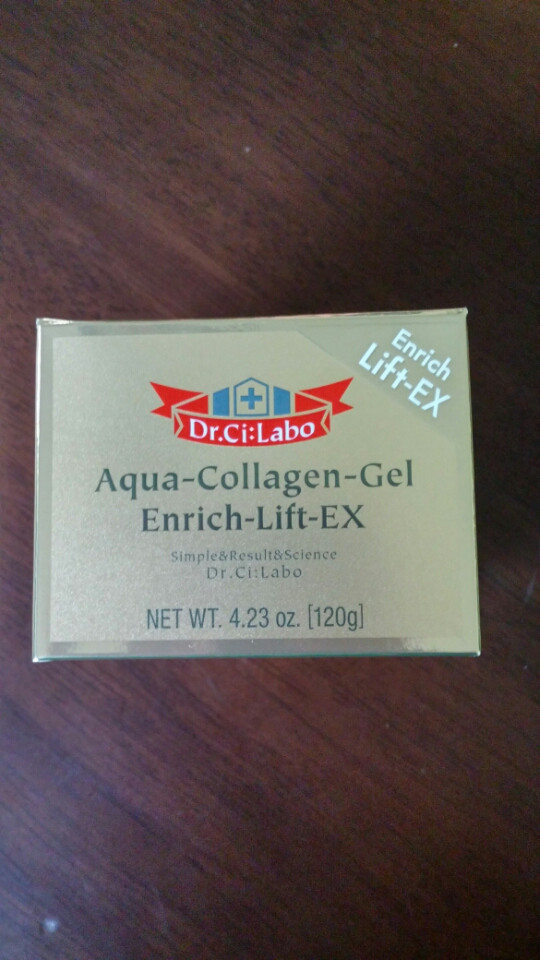 Enrich
Lift-EX
Dr.Ci:Labo
Aqua-Collagen-Gel
Enrich-Lift-EX
Simple&Result&Science
Dr.Ci:Labo
NET WT. 4.23 oz. [120g]